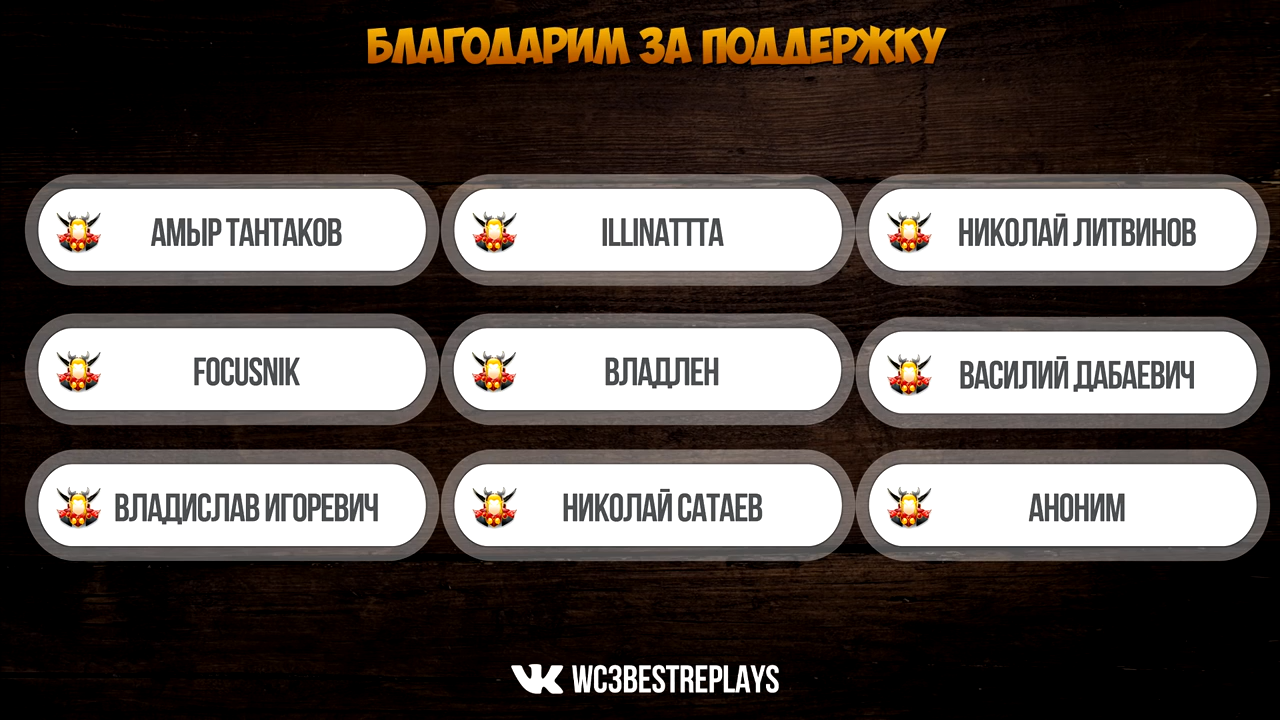 БЛАГОДАРИМ ЗА ПОДДЕРЖКУ
АМЫР ТАНТАКОВ
ILLINATTTA
НИКОЛАЙ ЛИТВИНОВ
FOCUSNIK
ВЛАДЛЕН
ВАСИЛИЙ ДАБАЕВИЧ
ВЛАДИСЛАВ ИГОРЕВИЧ
НИКОЛАЙ САТАЕВ
АНОНИМ
WC3BESTREPLAYS